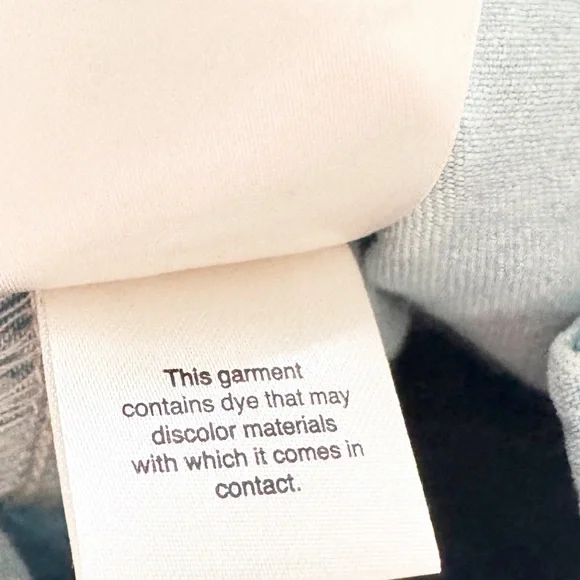 This garment
contains dye that may
discolor materials
with which it comes in
contact.